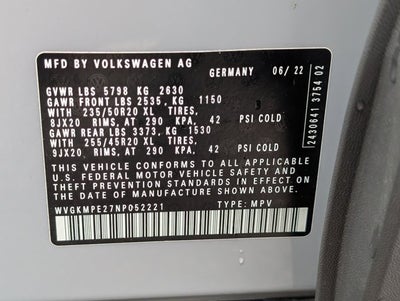 MFD BY VOLKSWAGEN AG
GERMANY 06/22
GVWR LBS 5798 KG 2630
GAWR FRONT LBS 2535, KG 1150
WITH 235/50R20 XL TIRES,
8JX20 RIMS, AT 290 KPA, 42 PSI COLD
GAWR REAR LBS 3373, KG 1530
WITH 255/45R20 XL TIRES,
9JX20 RIMS, AT 290 KPA, 42 PSI COLD
THIS VEHICLE CONFORMS TO ALL APPLICABLE
U.S. FEDERAL MOTOR VEHICLE SAFETY AND
THEFT PREVENTION STANDARDS IN EFFECT ON THE
DATE OF MANUFACTURE SHOWN ABOVE.
WVGKMPE27NP052221 TYPE: MPV
2430641 3754 02